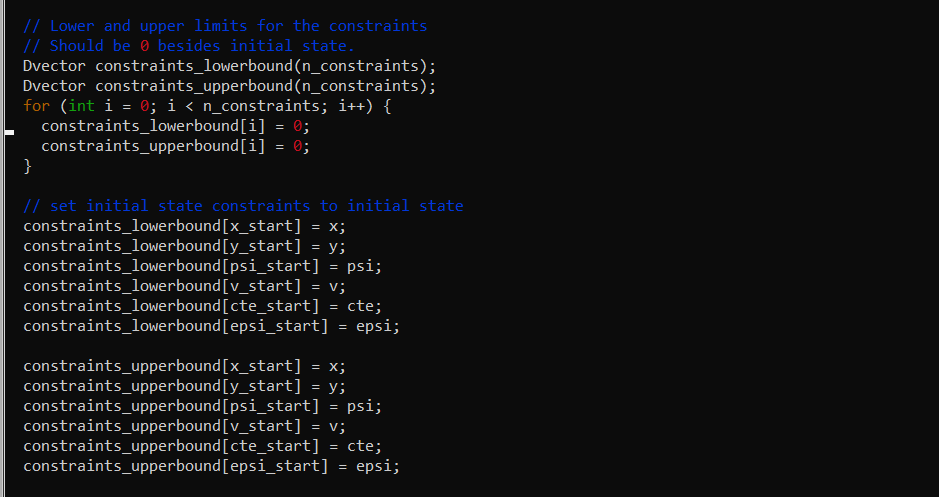 // Lower and upper limits for the constraints
// Should be 0 besides initial state.
Dvector constraints_lowerbound(n_constraints);
Dvector constraints_upperbound(n_constraints);
for (int i = 0; i < n_constraints; i++) {
  constraints_lowerbound[i] = 0;
  constraints_upperbound[i] = 0;
}

// set initial state constraints to initial state
constraints_lowerbound[x_start] = x;
constraints_lowerbound[y_start] = y;
constraints_lowerbound[psi_start] = psi;
constraints_lowerbound[v_start] = v;
constraints_lowerbound[cte_start] = cte;
constraints_lowerbound[epsi_start] = epsi;

constraints_upperbound[x_start] = x;
constraints_upperbound[y_start] = y;
constraints_upperbound[psi_start] = psi;
constraints_upperbound[v_start] = v;
constraints_upperbound[cte_start] = cte;
constraints_upperbound[epsi_start] = epsi;